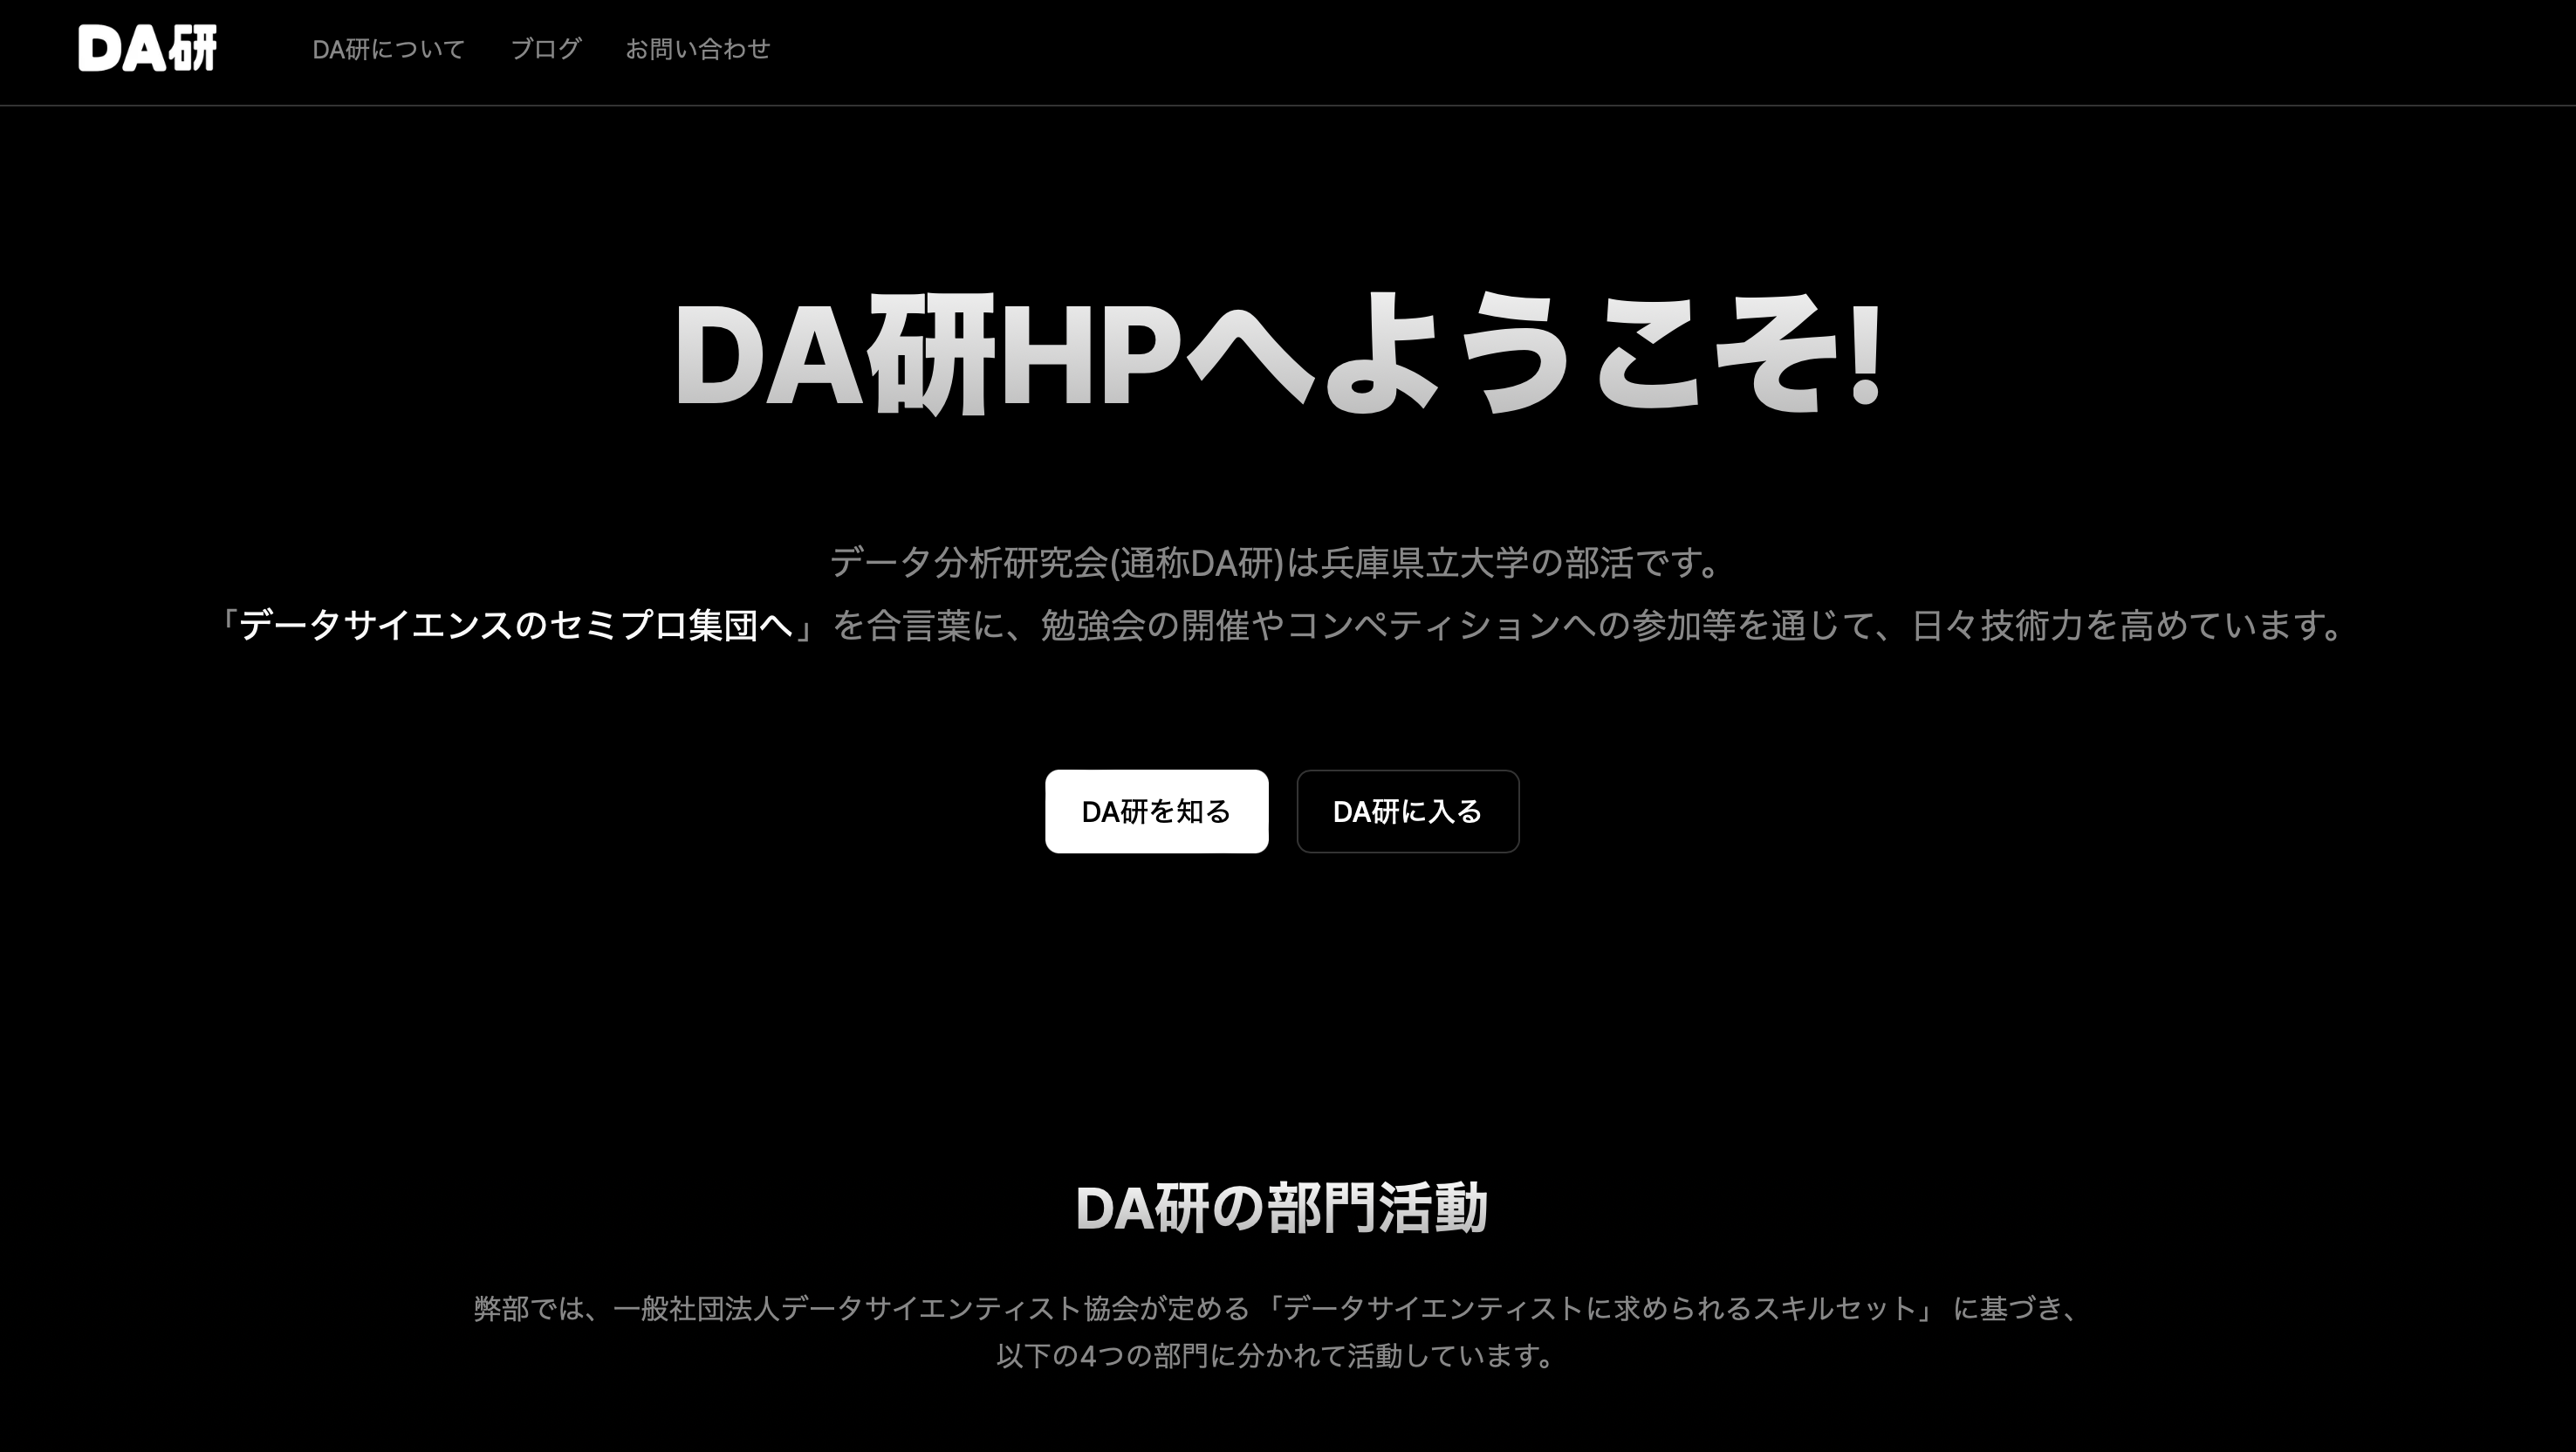 DA研
DA研について ブログ お問い合わせ
DA研HPへようこそ!
データ分析研究会(通称DA研)は兵庫県立大学の部活です。
「データサイエンスのセミプロ集団へ」を合言葉に、勉強会の開催やコンペティションへの参加等を通じて、日々技術力を高めています。
DA研を知る DA研に入る
DA研の部門活動
弊部では、一般社団法人データサイエンティスト協会が定める「データサイエンティストに求められるスキルセット」に基づき、
以下の4つの部門に分かれて活動しています。